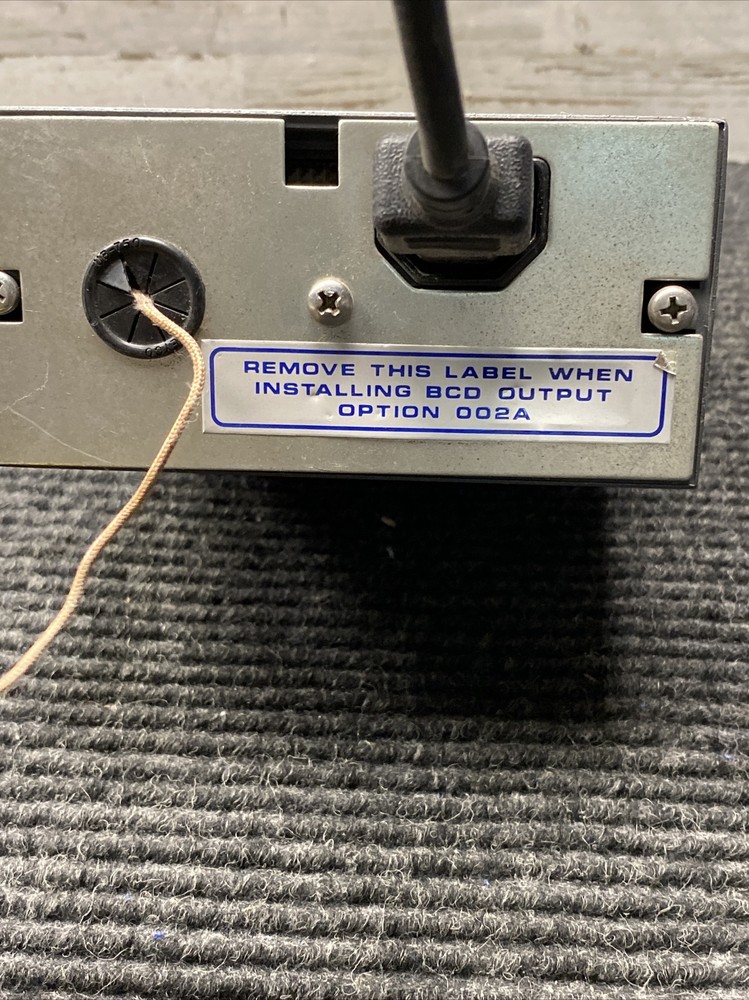 REMOVE THIS LABEL WHEN
INSTALLING BCD OUTPUT
OPTION 002A